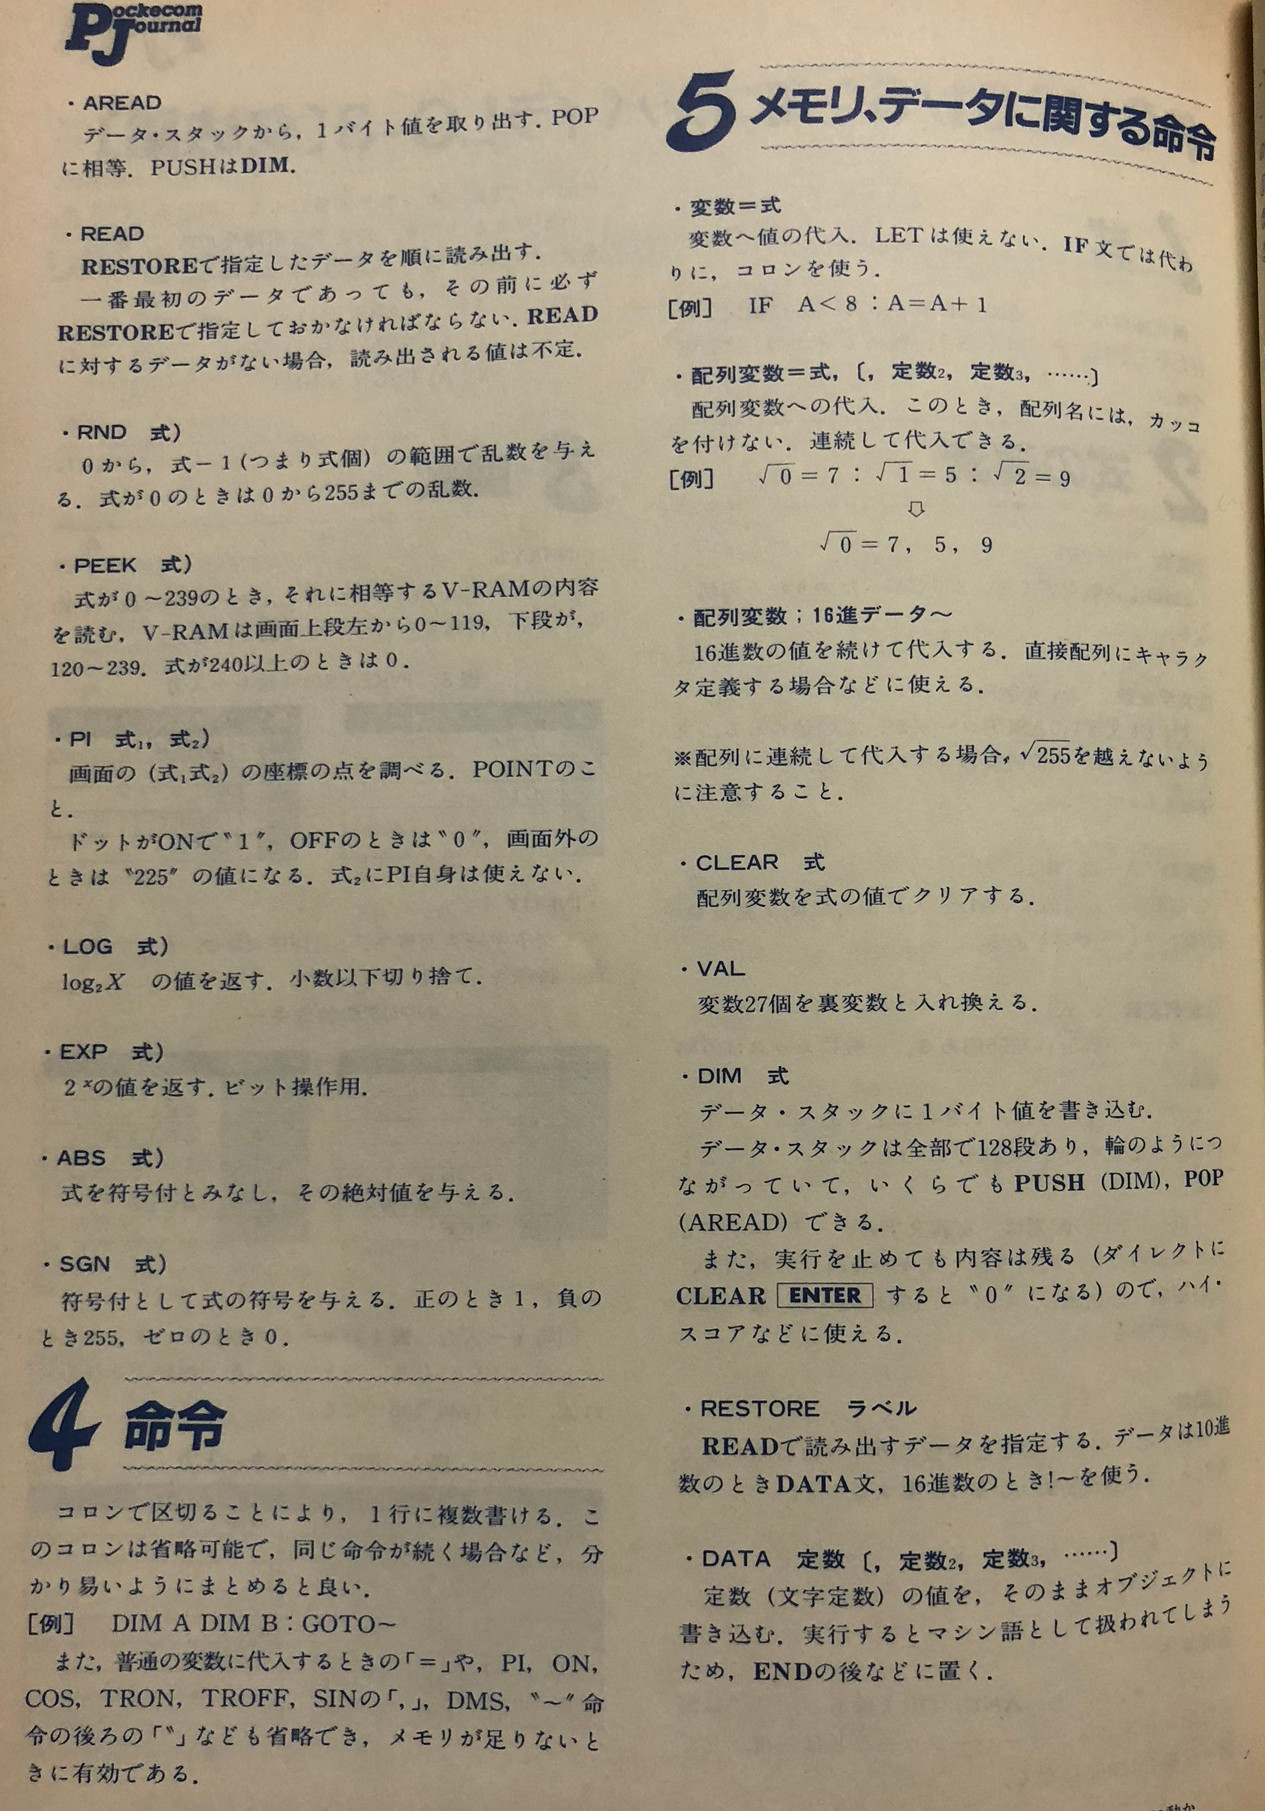 Pockecom
Journal
・AREAD
データ・スタックから，1バイト値を取り出す．POP
に相等．PUSHはDIM．
・READ
RESTOREで指定したデータを順に読み出す．
一番最初のデータであっても，その前に必ず
RESTOREで指定しておかなければならない．READ
に対するデータがない場合，読み出される値は不定．
・RND　式）
0から，式－1（つまり式個）の範囲で乱数を与え
る．式が0のときは0から255までの乱数．
・PEEK　式）
式が0～239のとき，それに相等するV-RAMの内容
を読む，V-RAMは画面上段左から0～119，下段が，
120～239．式が240以上のときは0．
・PI　式₁，式₂）
画面の（式₁式₂）の座標の点を調べる．POINTのこ
と．
ドットがONで〝1〞，OFFのときは〝0〞，画面外の
ときは〝225〞の値になる．式₂にPI自身は使えない．
・LOG　式）
log₂X　の値を返す．小数以下切り捨て．
・EXP　式）
2ˣの値を返す．ビット操作用．
・ABS　式）
式を符号付とみなし，その絶対値を与える．
・SGN　式）
符号付として式の符号を与える．正のとき1，負の
とき255，ゼロのとき0．
4 命令
コロンで区切ることにより，1行に複数書ける．こ
のコロンは省略可能で，同じ命令が続く場合など，分
かり易いようにまとめると良い．
［例］　DIM A DIM B：GOTO～
また，普通の変数に代入するときの「＝」や，PI，ON，
COS，TRON，TROFF，SINの「，」，DMS，〝～〞命
令の後ろの「〝」なども省略でき，メモリが足りないと
きに有効である．
5 メモリ、データに関する命令
・変数＝式
変数へ値の代入．LETは使えない．IF文では代わ
りに，コロンを使う．
［例］　IF　A＜8：A＝A＋1
・配列変数＝式，〔，定数₂，定数₃，……〕
配列変数への代入．このとき，配列名には，カッコ
を付けない．連続して代入できる．
［例］　√0＝7：√1＝5：√2＝9
⇩
√0＝7，5，9
・配列変数；16進データ～
16進数の値を続けて代入する．直接配列にキャラク
タ定義する場合などに使える．
※配列に連続して代入する場合，√255を越えないよう
に注意すること．
・CLEAR　式
配列変数を式の値でクリアする．
・VAL
変数27個を裏変数と入れ換える．
・DIM　式
データ・スタックに1バイト値を書き込む．
データ・スタックは全部で128段あり，輪のようにつ
ながっていて，いくらでもPUSH（DIM），POP
（AREAD）できる．
また，実行を止めても内容は残る（ダイレクトに
CLEAR ENTER すると〝0〞になる）ので，ハイ・
スコアなどに使える．
・RESTORE　ラベル
READで読み出すデータを指定する．データは10進
数のときDATA文，16進数のとき!～を使う．
・DATA　定数〔，定数₂，定数₃，……〕
定数（文字定数）の値を，そのままオブジェクトに
書き込む．実行するとマシン語として扱われてしまう
ため，ENDの後などに置く．